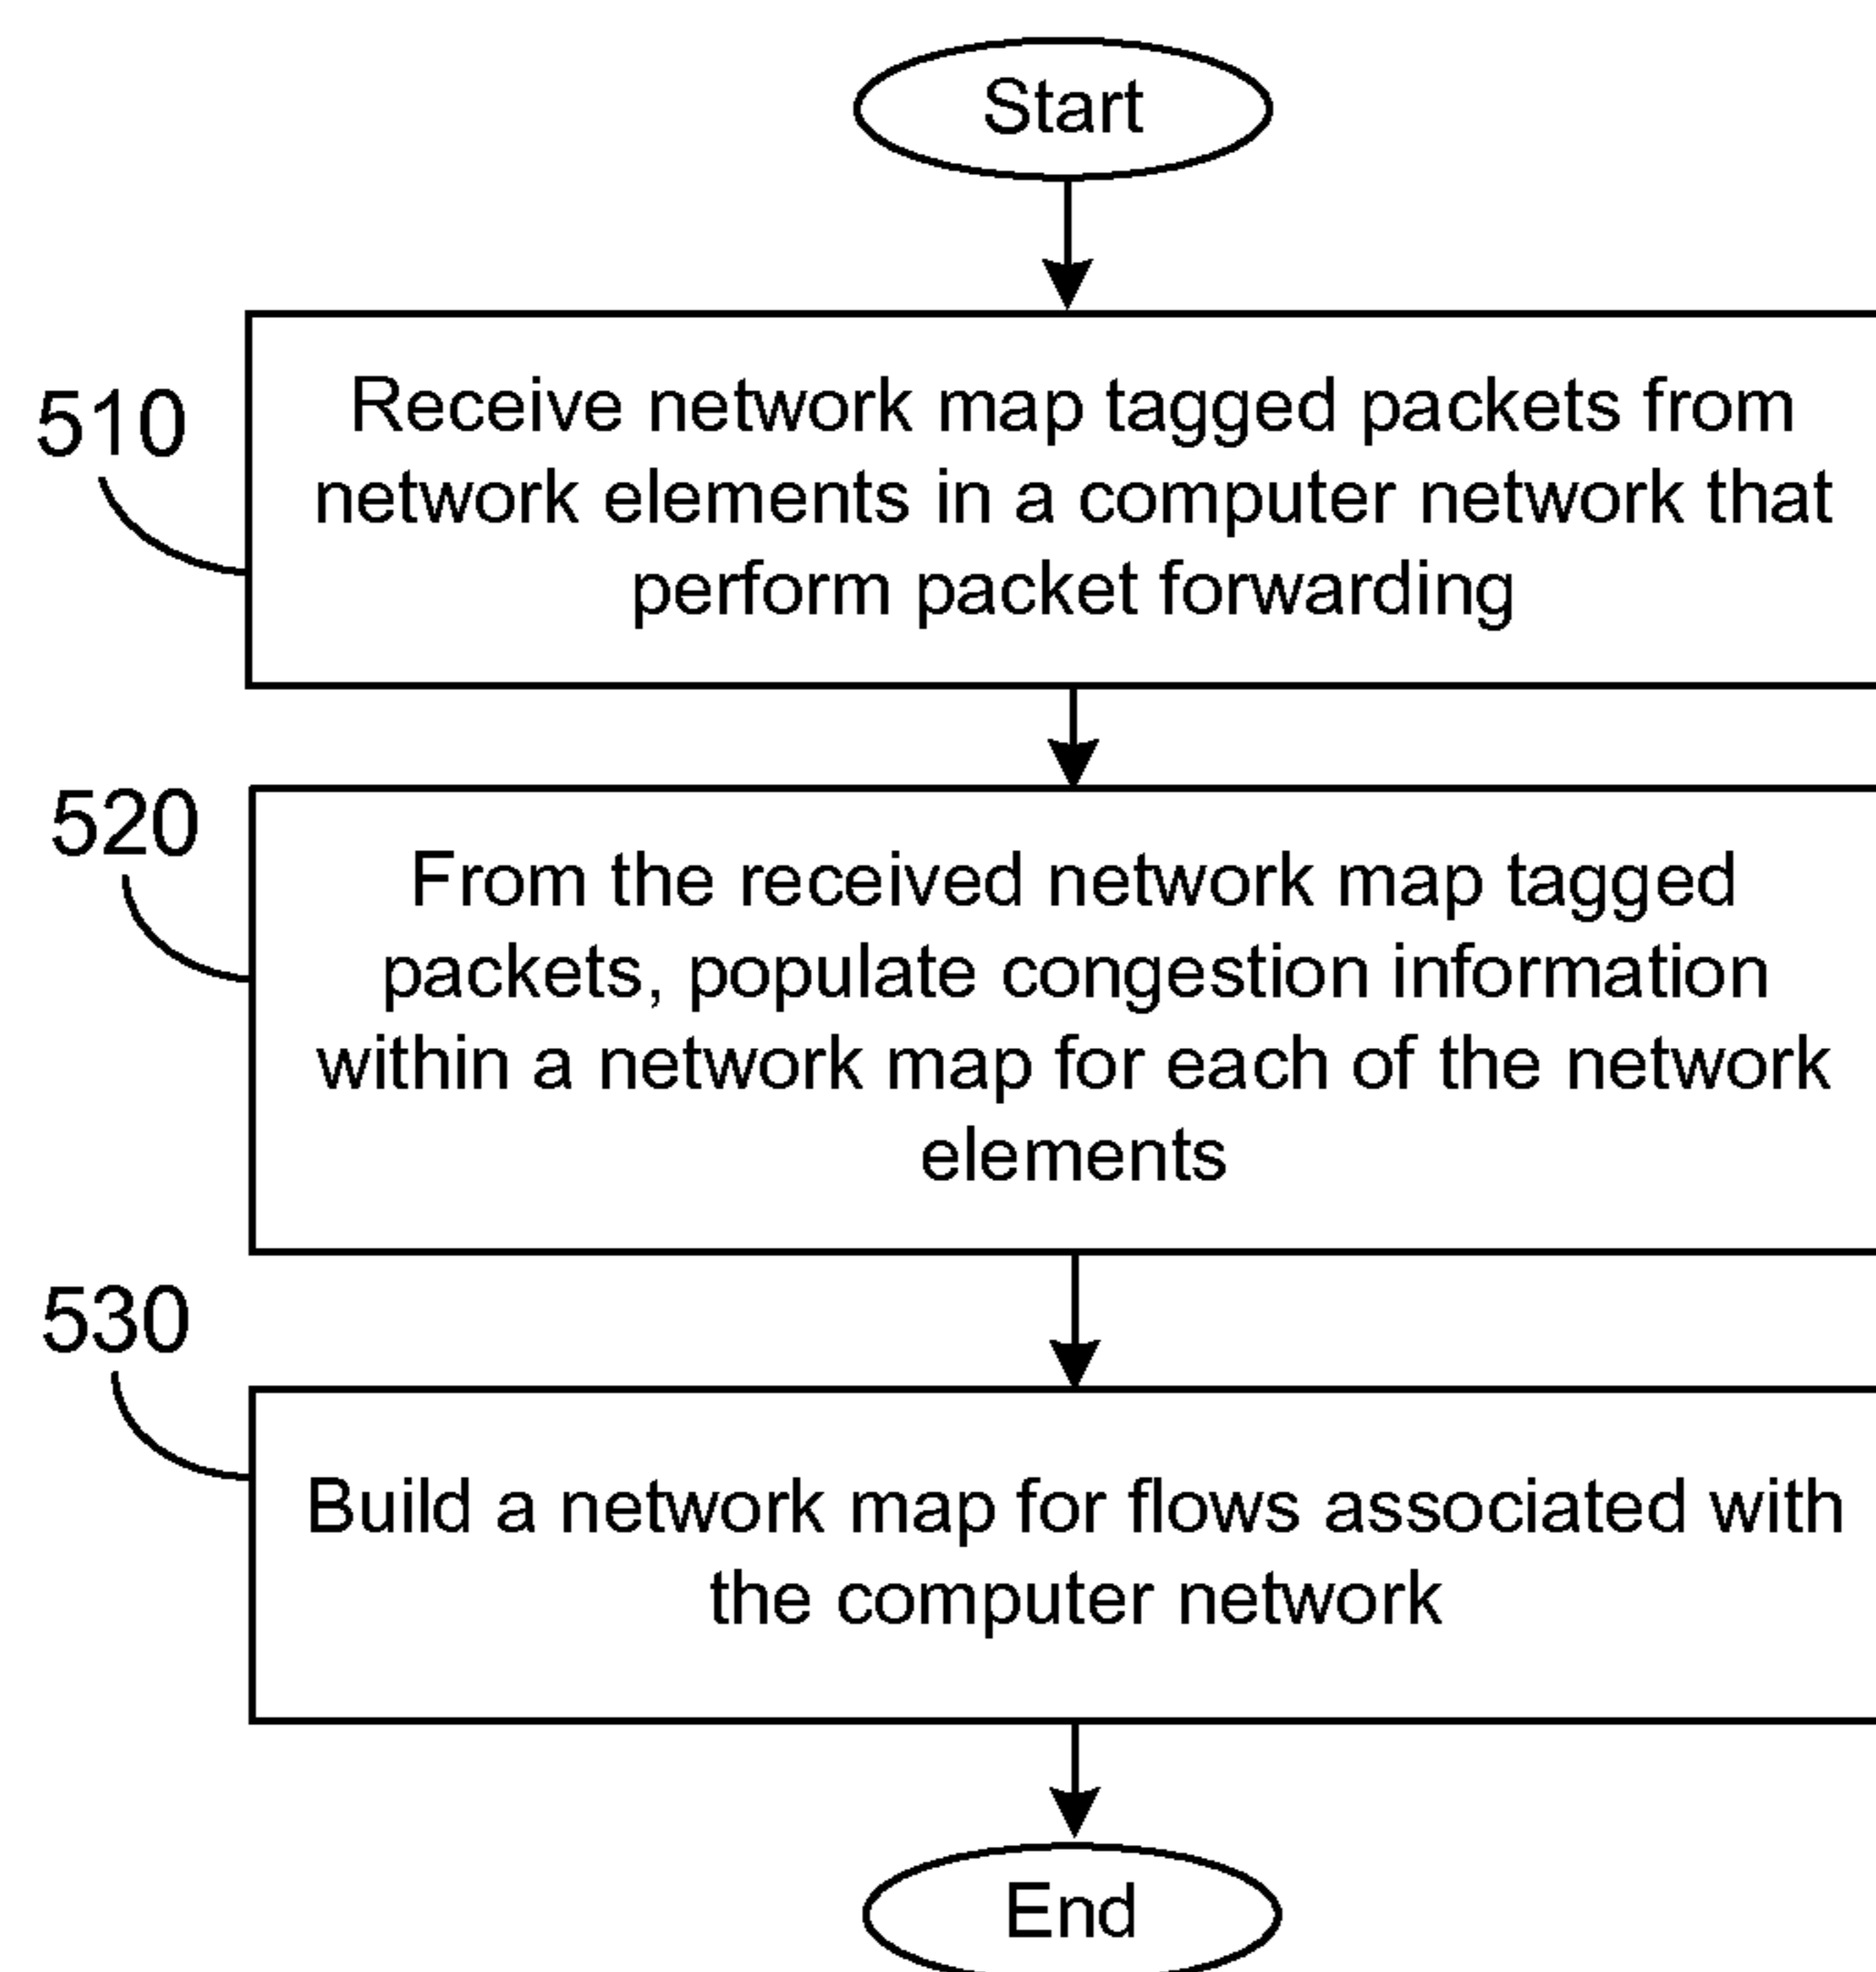 Start
510
Receive network map tagged packets from
network elements in a computer network that
perform packet forwarding
520
From the received network map tagged
packets, populate congestion information
within a network map for each of the network
elements
530
Build a network map for flows associated with
the computer network
End